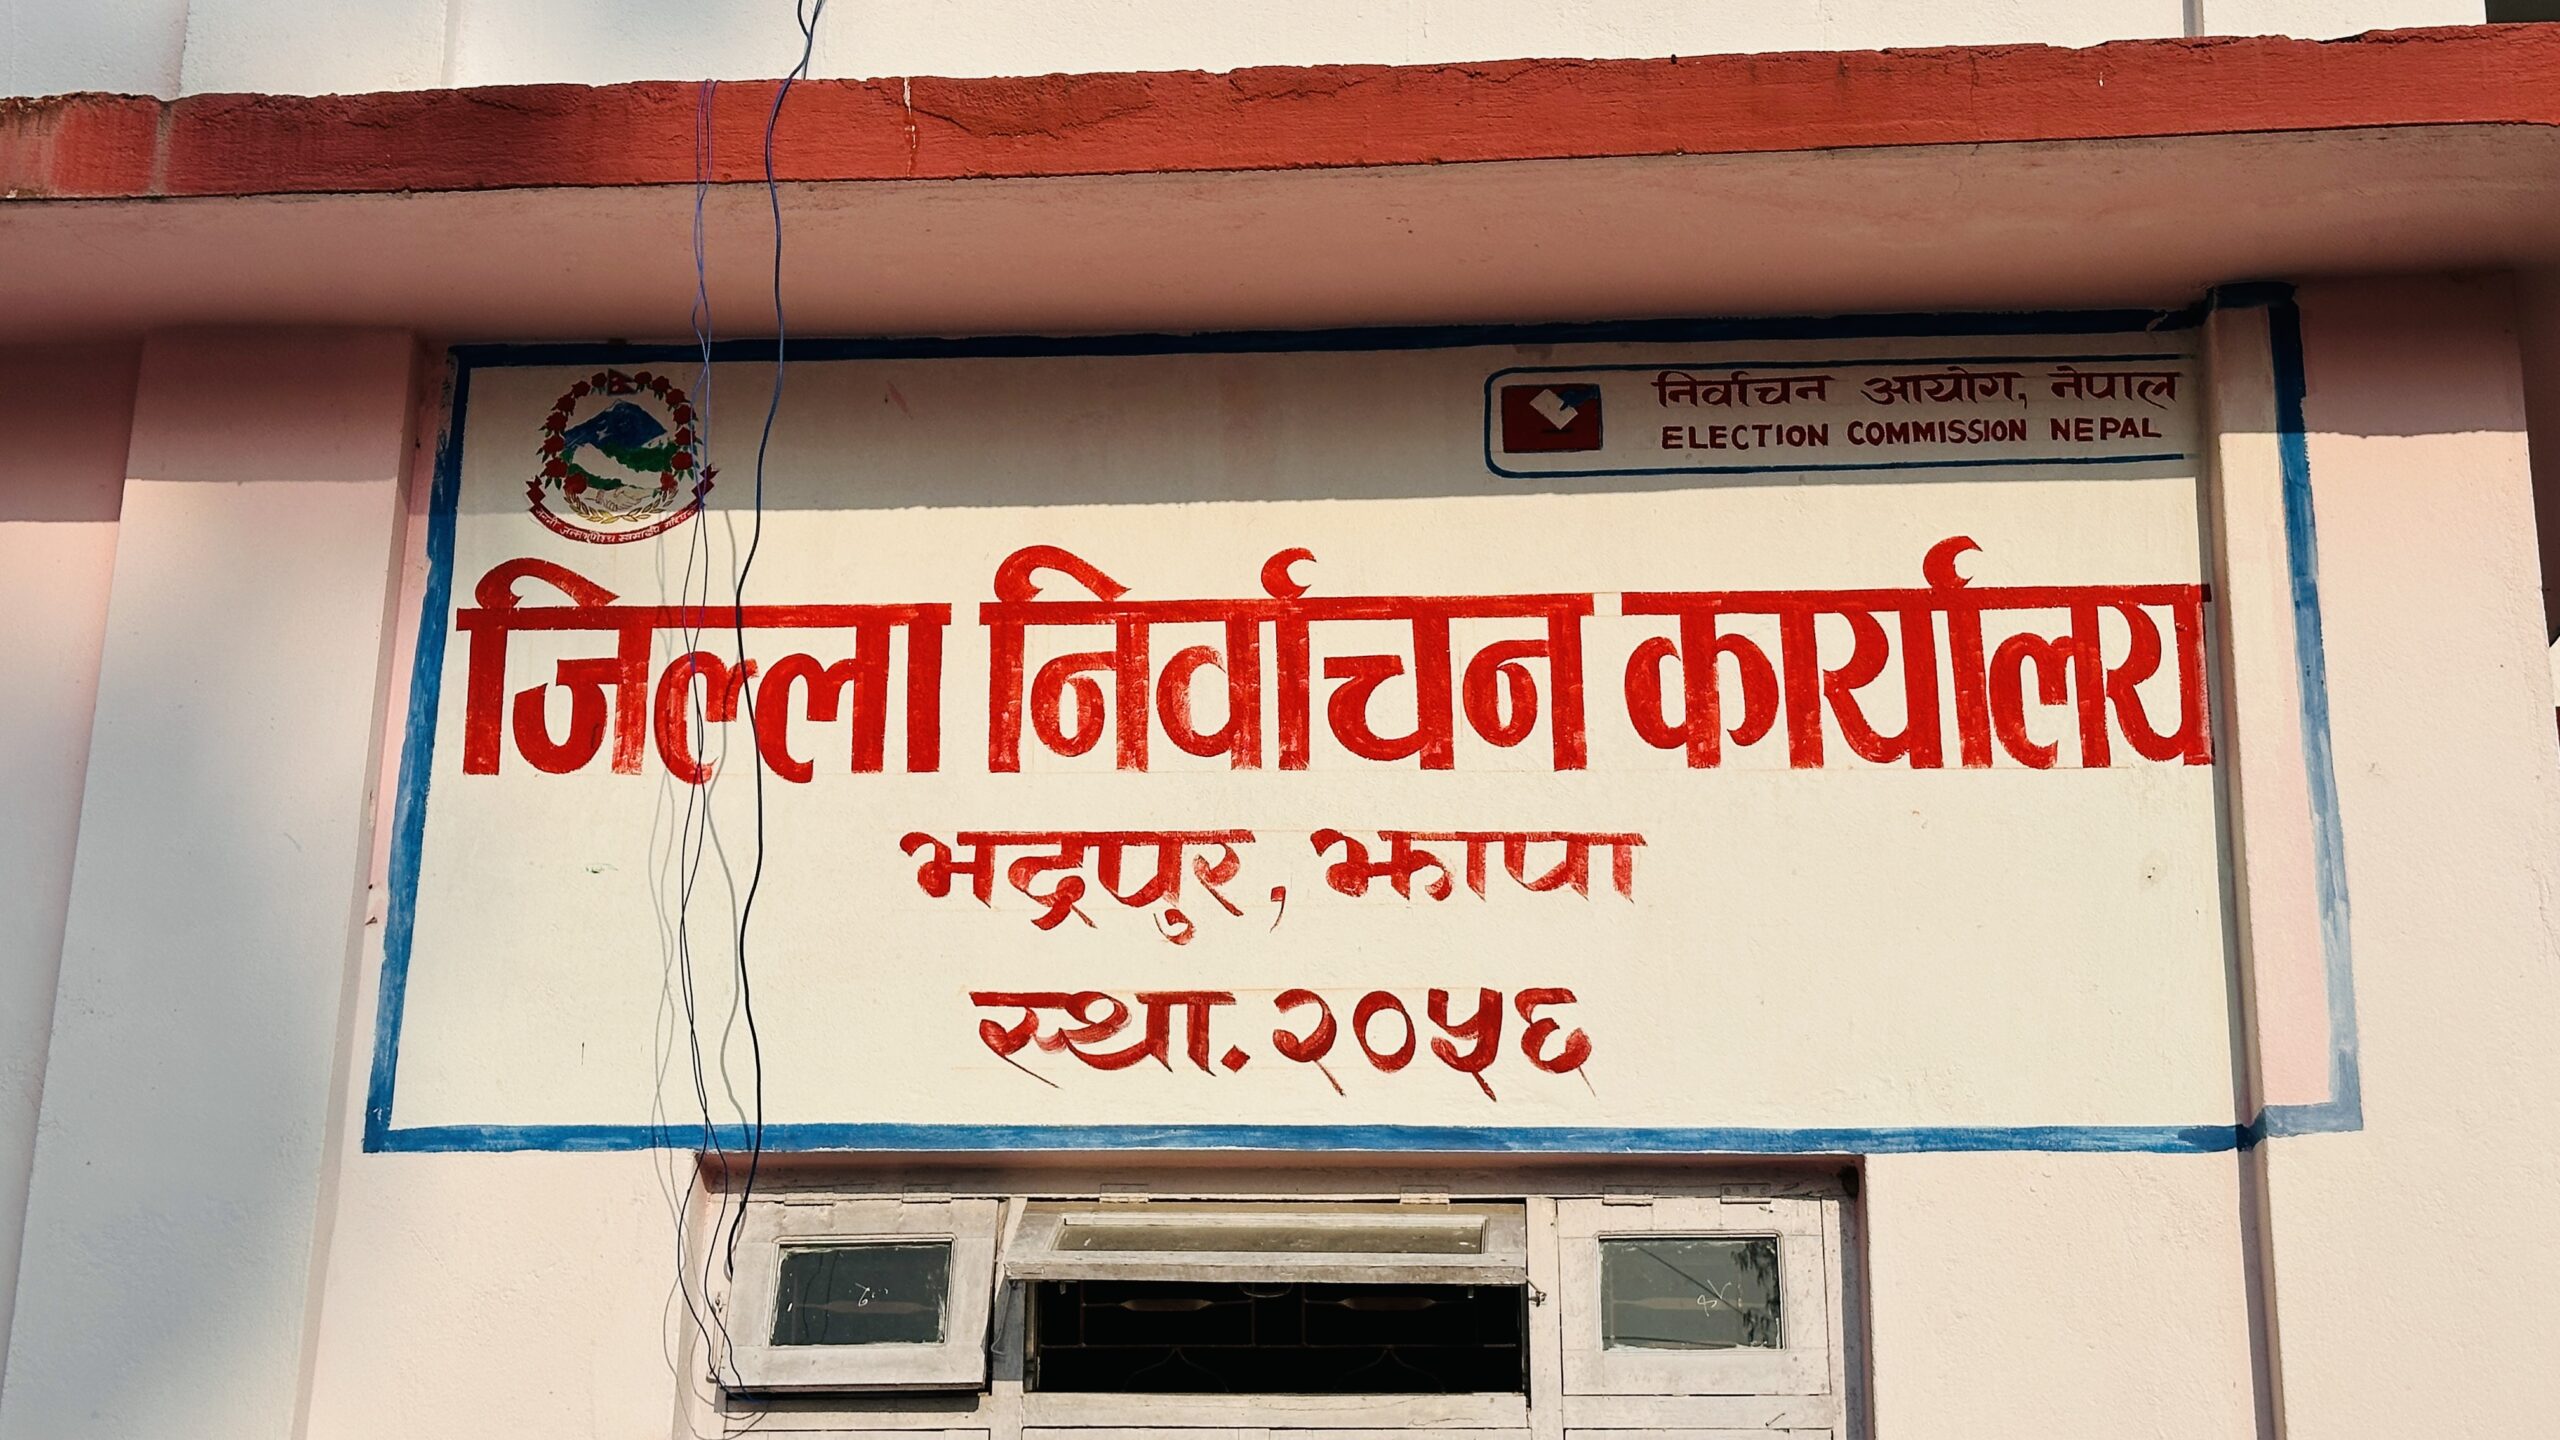 निर्वाचन आयोग, नेपाल
ELECTION COMMISSION NEPAL
जिल्ला निर्वाचन कार्यालय
भद्रपुर, झापा
स्था. २०५६